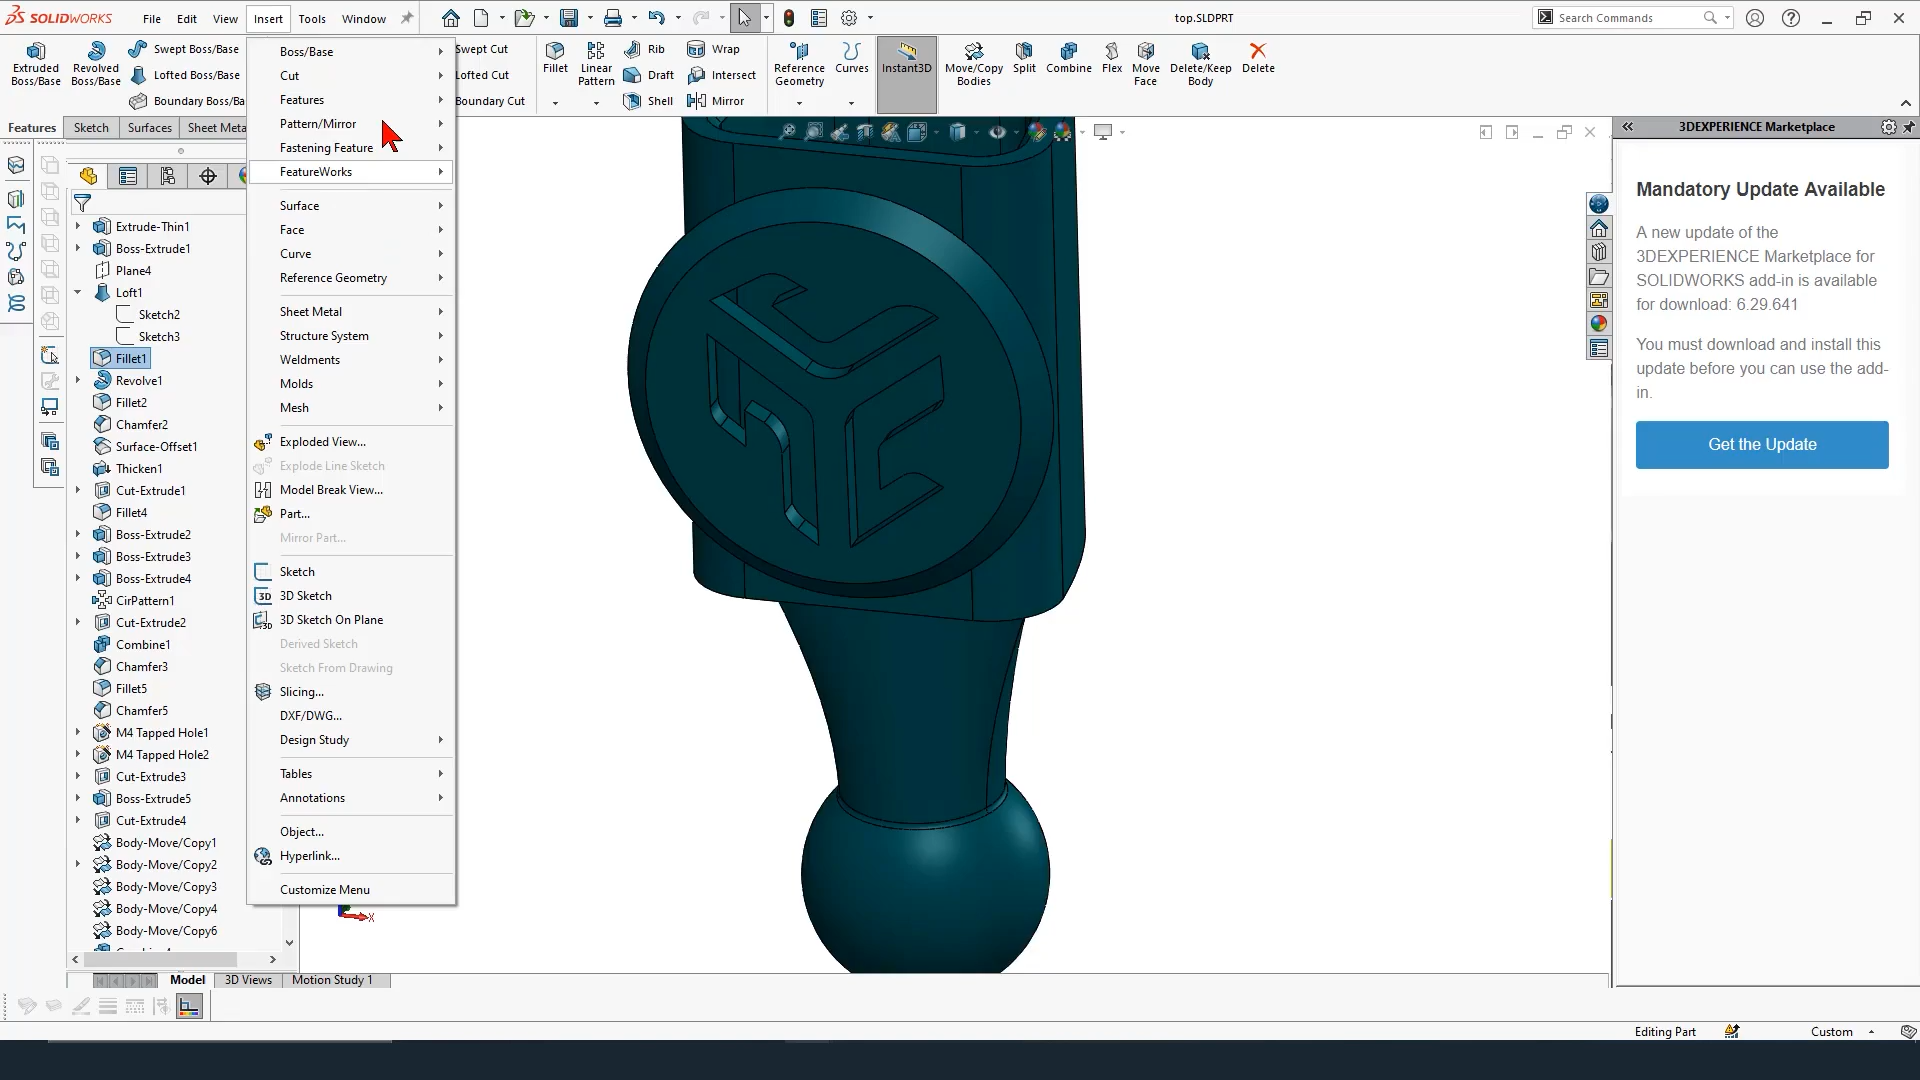 SOLIDWORKS
File
Edit
View
Insert
Tools
Window
top.SLDPRT
Search Commands
Extruded
Boss/Base
Revolved
Boss/Base
Swept Boss/Base
Lofted Boss/Base
Boundary Boss/Ba
Swept Cut
Lofted Cut
Boundary Cut
Fillet
Linear
Pattern
Rib
Draft
Shell
Wrap
Intersect
Mirror
Reference
Geometry
Curves
Instant3D
Move/Copy
Bodies
Split
Combine
Flex
Move
Face
Delete/Keep
Body
Delete
Features
Sketch
Surfaces
Sheet Meta
Boss/Base
Cut
Features
Pattern/Mirror
Fastening Feature
FeatureWorks
Surface
Face
Curve
Reference Geometry
Sheet Metal
Structure System
Weldments
Molds
Mesh
Exploded View...
Explode Line Sketch
Model Break View...
Part...
Mirror Part...
Sketch
3D Sketch
3D Sketch On Plane
Derived Sketch
Sketch From Drawing
Slicing...
DXF/DWG...
Design Study
Tables
Annotations
Object...
Hyperlink...
Customize Menu
Extrude-Thin1
Boss-Extrude1
Plane4
Loft1
Sketch2
Sketch3
Fillet1
Revolve1
Fillet2
Chamfer2
Surface-Offset1
Thicken1
Cut-Extrude1
Fillet4
Boss-Extrude2
Boss-Extrude3
Boss-Extrude4
CirPattern1
Cut-Extrude2
Combine1
Chamfer3
Fillet5
Chamfer5
M4 Tapped Hole1
M4 Tapped Hole2
Cut-Extrude3
Boss-Extrude5
Cut-Extrude4
Body-Move/Copy1
Body-Move/Copy2
Body-Move/Copy3
Body-Move/Copy4
Body-Move/Copy6
X
Model
3D Views
Motion Study 1
3DEXPERIENCE Marketplace
Mandatory Update Available
A new update of the
3DEXPERIENCE Marketplace for
SOLIDWORKS add-in is available
for download: 6.29.641
You must download and install this
update before you can use the add-
in.
Get the Update
Editing Part
Custom